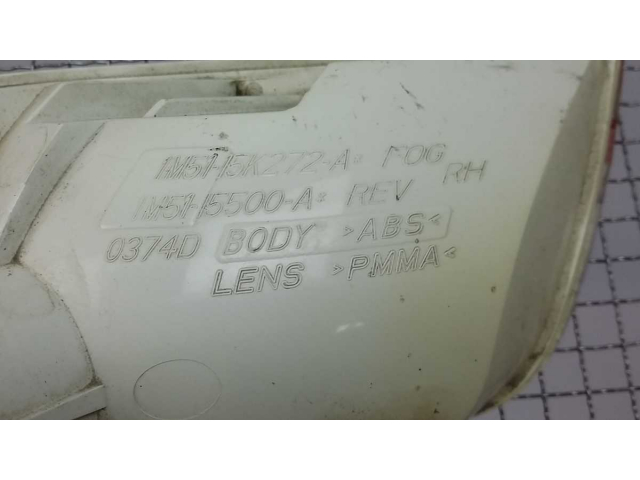 1M51-15K272-A: FOG
1M51-15500-A: REV RH
0374D BODY >ABS<
LENS >PMMA<